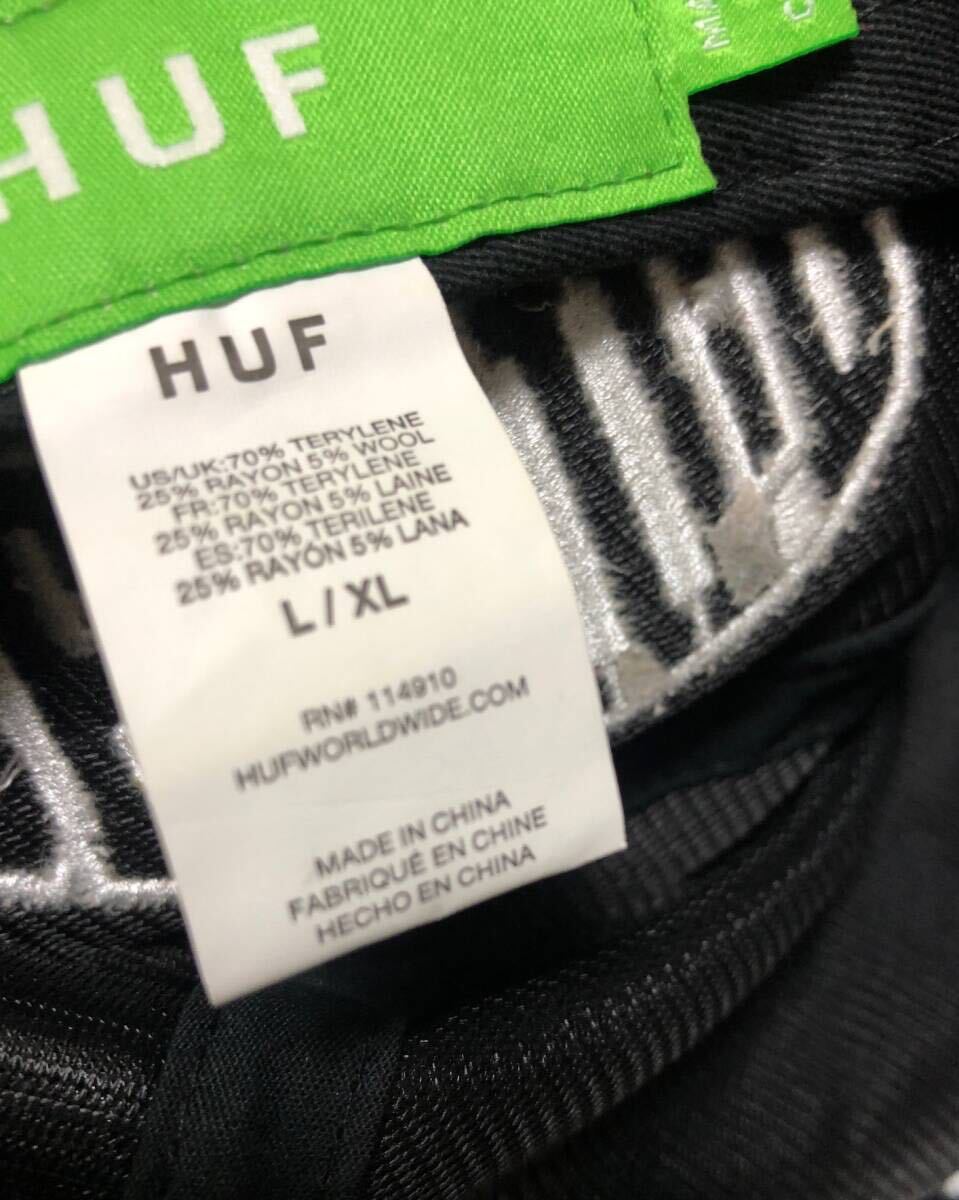 HUF
HUF
US/UK:70% TERYLENE
25% RAYON 5% WOOL
FR:70% TERYLENE
25% RAYON 5% LAINE
ES:70% TERILENE
25% RAYÓN 5% LANA
L/XL
RN# 114910
HUFWORLDWIDE.COM
MADE IN CHINA
FABRIQUÉ EN CHINE
HECHO EN CHINA